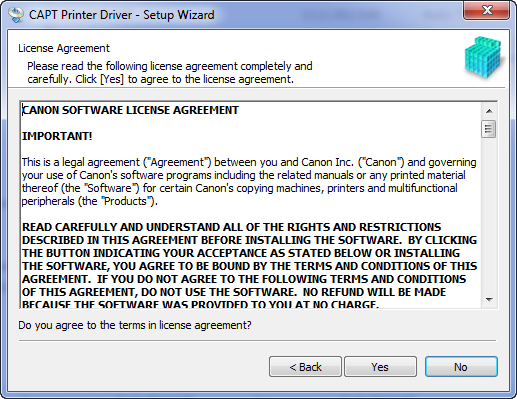 CAPT Printer Driver - Setup Wizard
License Agreement
Please read the following license agreement completely and
carefully. Click [Yes] to agree to the license agreement.
CANON SOFTWARE LICENSE AGREEMENT
IMPORTANT!
This is a legal agreement ("Agreement") between you and Canon Inc. ("Canon") and governing
your use of Canon's software programs including the related manuals or any printed material
thereof (the "Software") for certain Canon's copying machines, printers and multifunctional
peripherals (the "Products").
READ CAREFULLY AND UNDERSTAND ALL OF THE RIGHTS AND RESTRICTIONS
DESCRIBED IN THIS AGREEMENT BEFORE INSTALLING THE SOFTWARE.  BY CLICKING
THE BUTTON INDICATING YOUR ACCEPTANCE AS STATED BELOW OR INSTALLING
THE SOFTWARE, YOU AGREE TO BE BOUND BY THE TERMS AND CONDITIONS OF THIS
AGREEMENT.  IF YOU DO NOT AGREE TO THE FOLLOWING TERMS AND CONDITIONS
OF THIS AGREEMENT, DO NOT USE THE SOFTWARE.  NO REFUND WILL BE MADE
BECAUSE THE SOFTWARE WAS PROVIDED TO YOU AT NO CHARGE.
Do you agree to the terms in license agreement?
< Back
Yes
No